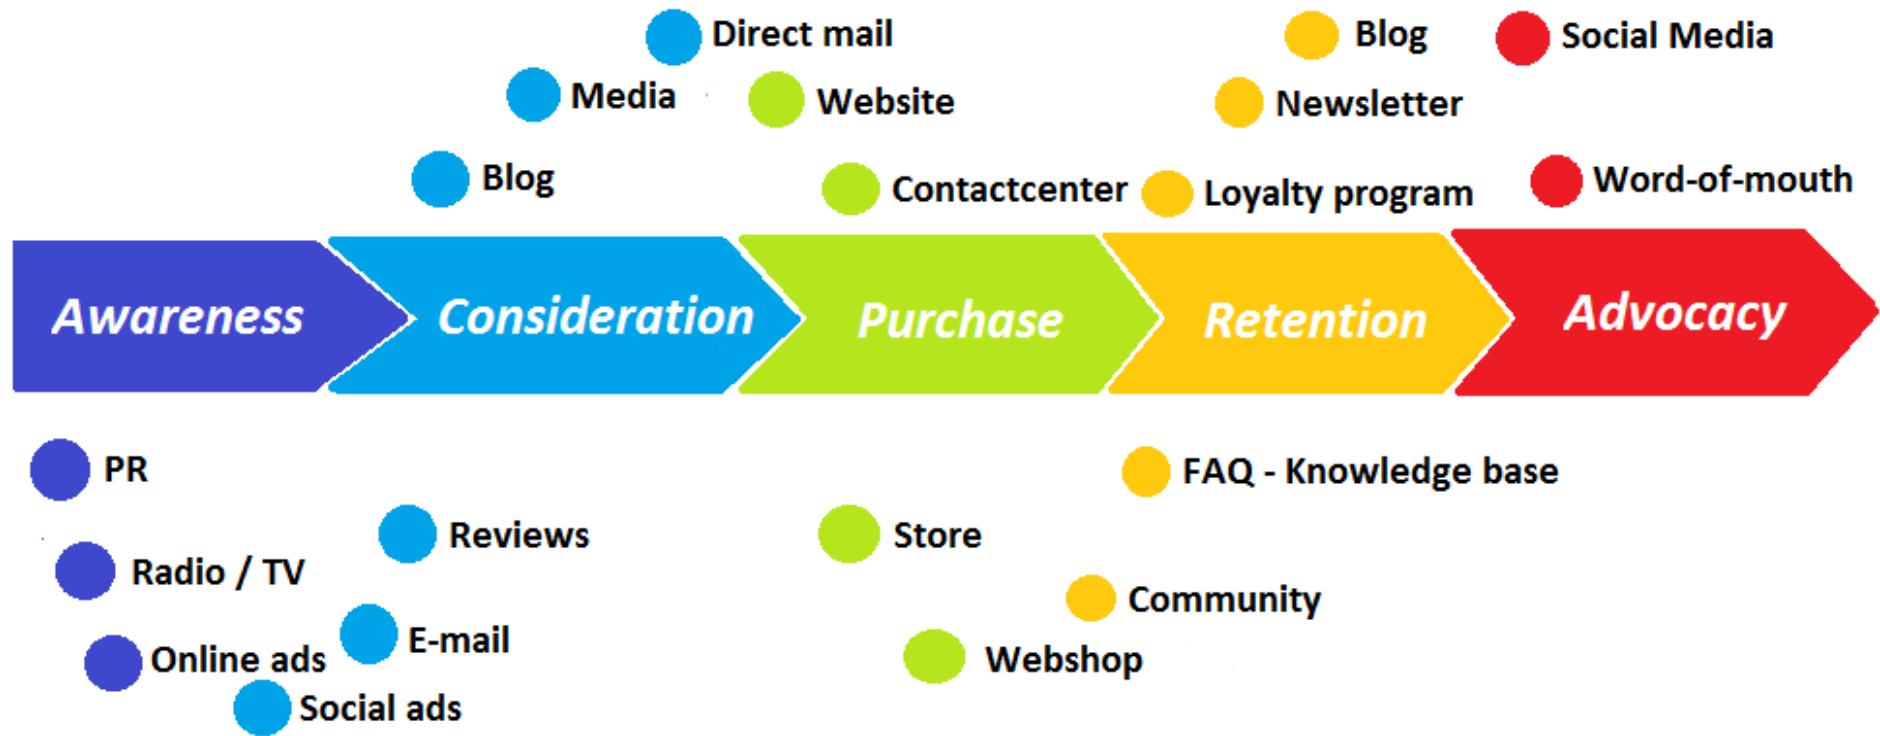 Direct mail
Blog
Social Media
Media
Website
Newsletter
Blog
Contactcenter
Loyalty program
Word-of-mouth
Awareness
Consideration
Purchase
Retention
Advocacy
PR
FAQ - Knowledge base
Reviews
Store
Radio / TV
Community
E-mail
Online ads
Webshop
Social ads